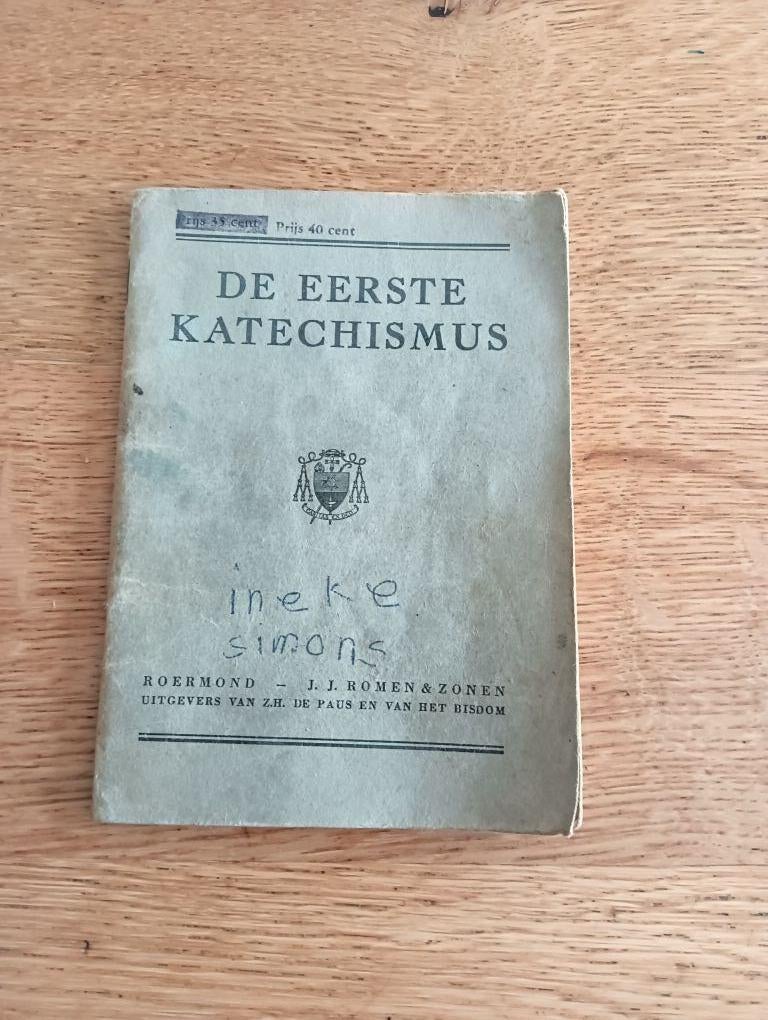 Prijs 35 cent Prijs 40 cent
DE EERSTE
KATECHISMUS
ineke
simons
ROERMOND – J. J. ROMEN & ZONEN
UITGEVERS VAN Z.H. DE PAUS EN VAN HET BISDOM